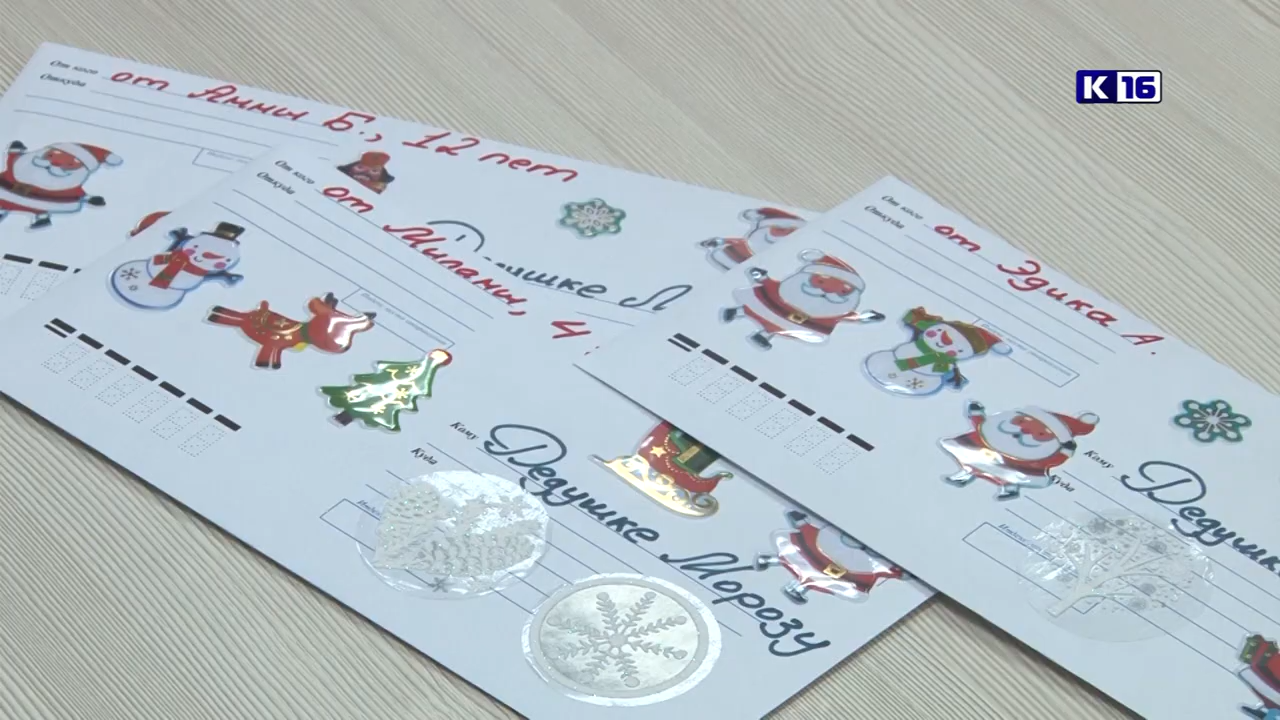 К 16
От кого от Анны Б., 12 лет
Откуда
Дедушке М
От кого от Миланы, 4
Откуда
Кому Дедушке Морозу
Куда
От кого от Эдика А.
Откуда
Кому Дедушке
Куда